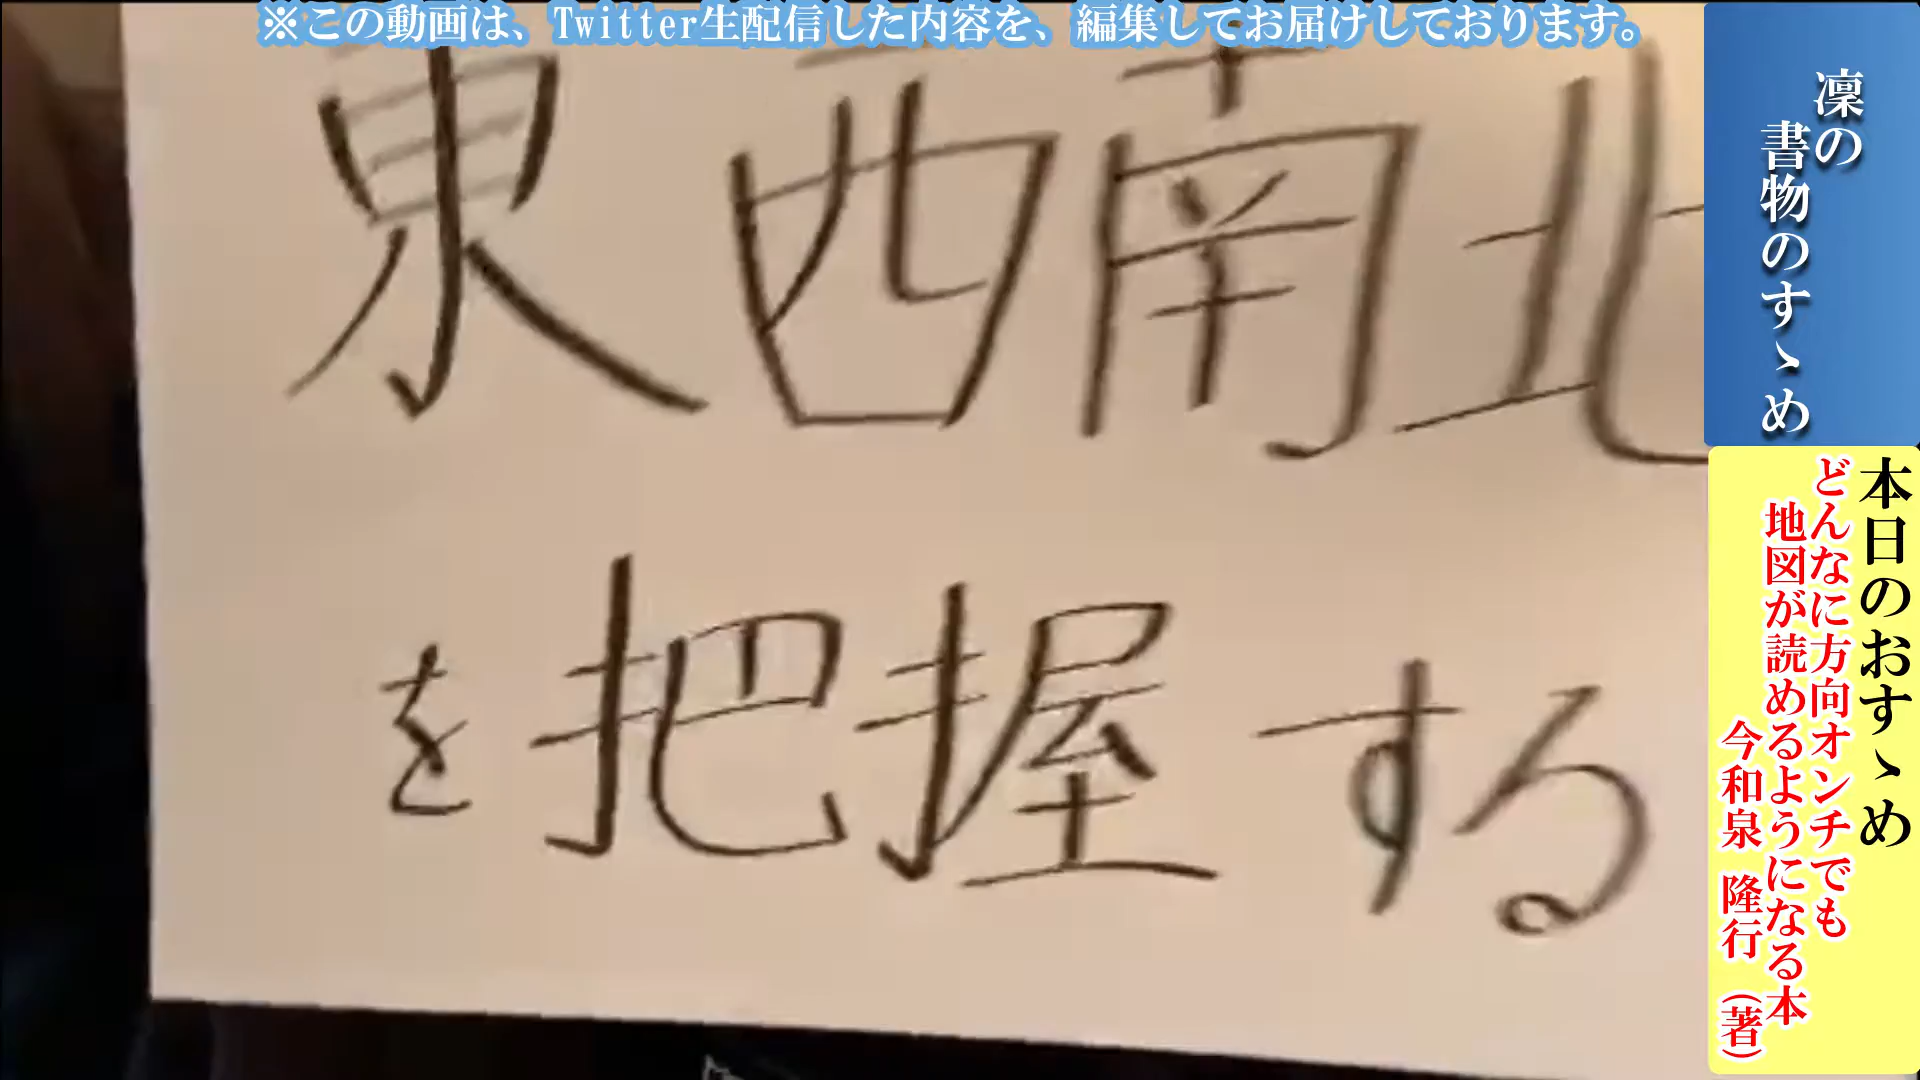 ※この動画は、Twitter生配信した内容を、編集してお届けしております。
東西南北
を把握する
凜の
書物のすゝめ
本日のおすゝめ
どんなに方向オンチでも
地図が読めるようになる本
今和泉 隆行 (著)